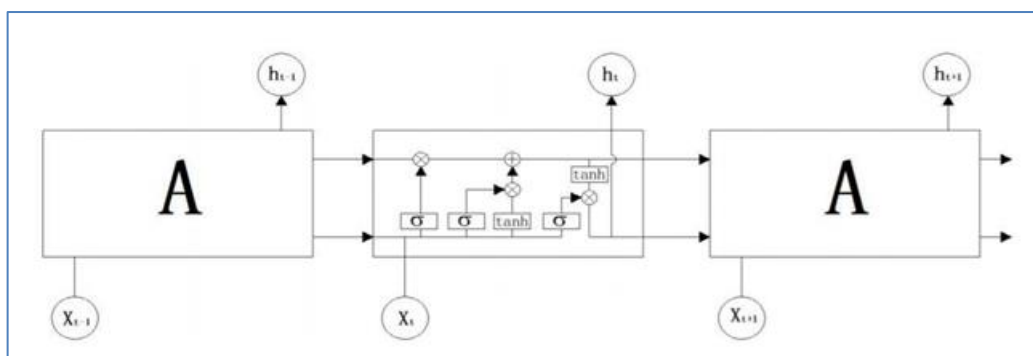 ht-1 ht ht+1
A A
tanh
σ σ tanh σ
Xt-1 Xt Xt+1